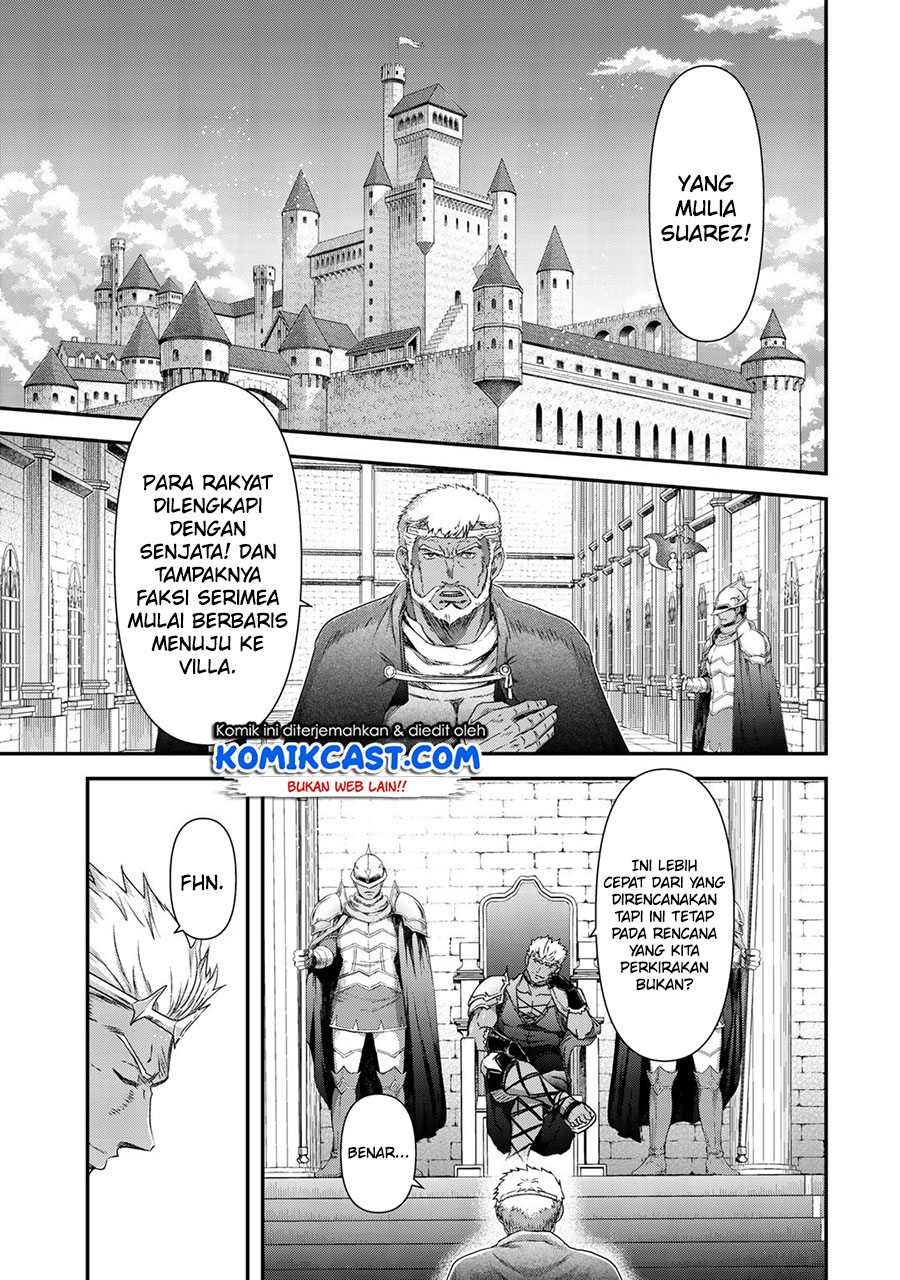 YANG
MULIA
SUAREZ!
PARA RAKYAT
DILENGKAPI
DENGAN
SENJATA! DAN
TAMPAKNYA
FAKSI SERIMEA
MULAI BERBARIS
MENUJU KE
VILLA.
Komik ini diterjemahkan & diedit oleh
KOMIKCAST.COM
BUKAN WEB LAIN!!
INI LEBIH
CEPAT DARI YANG
DIRENCANAKAN
TAPI INI TETAP
PADA RENCANA
YANG KITA
PERKIRAKAN
BUKAN?
BENAR...
FHN.